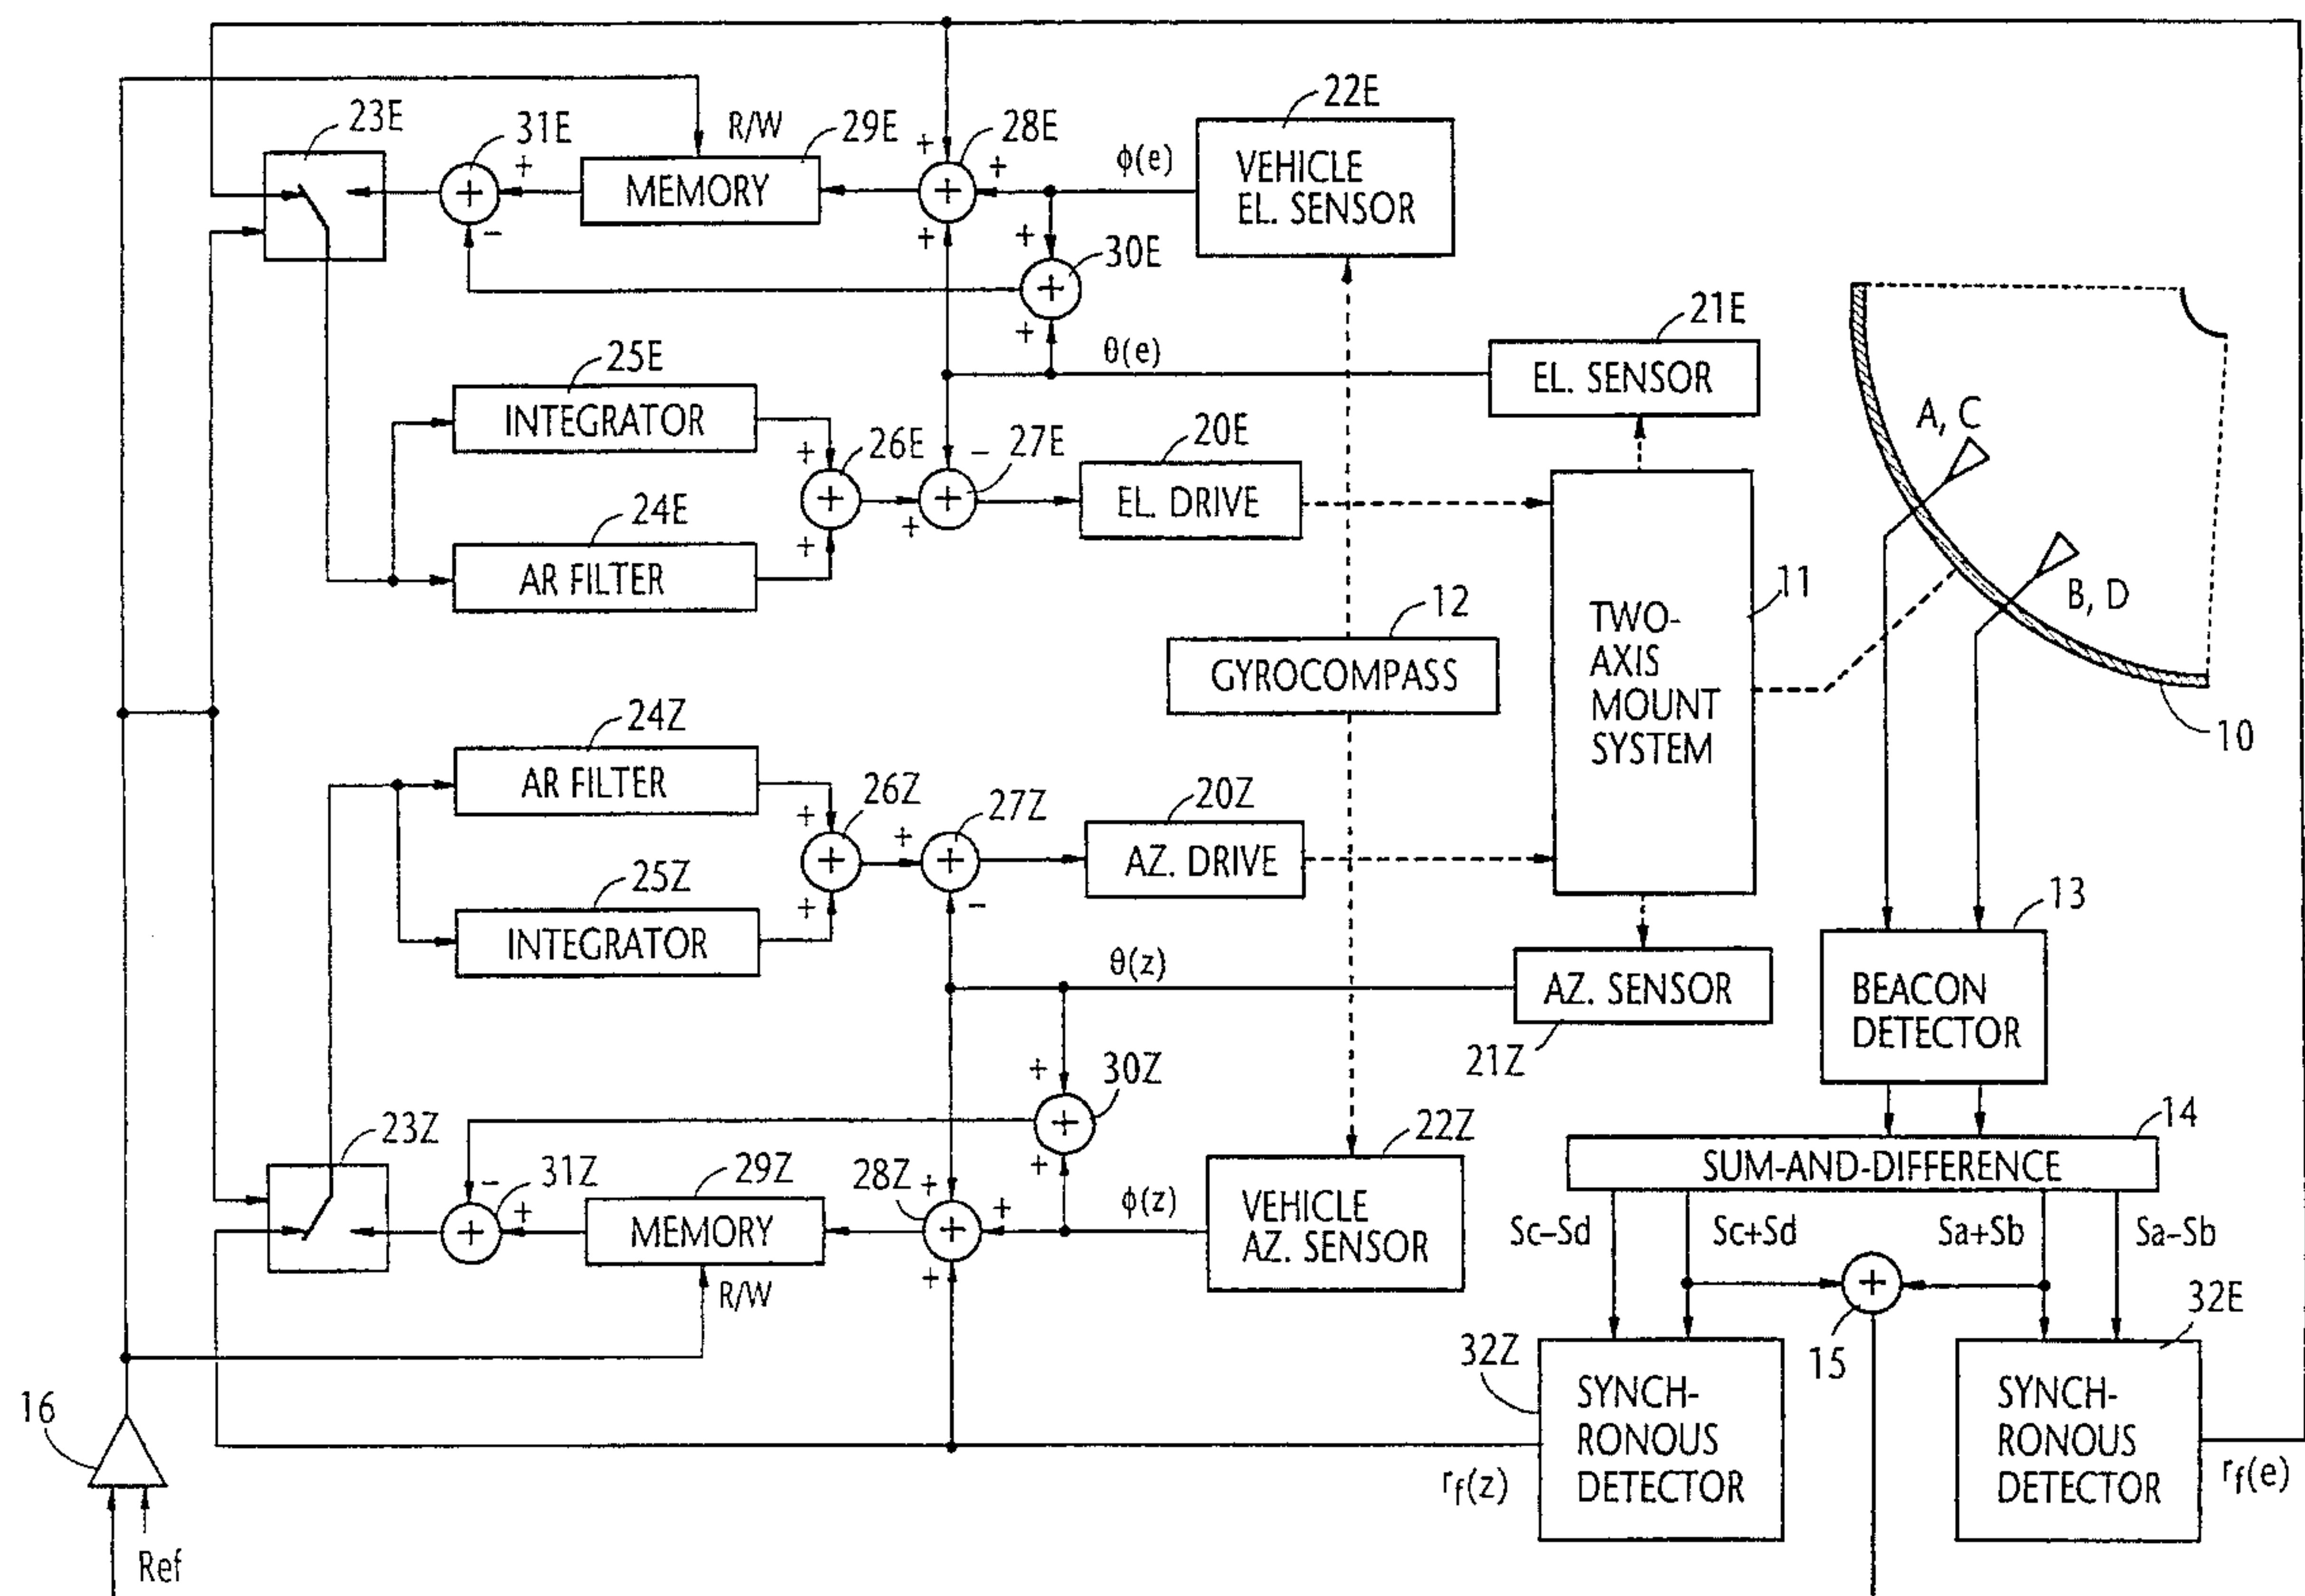 22E
23E
31E
R/W
29E
28E
ϕ(e)
VEHICLE
EL. SENSOR
+
+
+
+
+
MEMORY
−
+
+
30E
+
+
21E
θ(e)
EL. SENSOR
25E
INTEGRATOR
A, C
+
26E
−
27E
20E
+
+
EL. DRIVE
24E
+
+
AR FILTER
B, D
12
TWO-
AXIS
MOUNT
SYSTEM
11
GYROCOMPASS
24Z
10
AR FILTER
+
26Z
+
27Z
20Z
+
+
AZ. DRIVE
25Z
+
−
13
INTEGRATOR
θ(z)
AZ. SENSOR
BEACON
DETECTOR
21Z
+
30Z
+
+
23Z
22Z
14
SUM-AND-DIFFERENCE
−
31Z
29Z
28Z
+
+
ϕ(z)
VEHICLE
AZ. SENSOR
+
+
MEMORY
+
+
R/W
Sc−Sd
Sc+Sd
Sa+Sb
Sa−Sb
+
32E
32Z
15
SYNCH-
RONOUS
DETECTOR
SYNCH-
RONOUS
DETECTOR
16
rf(z)
rf(e)
Ref